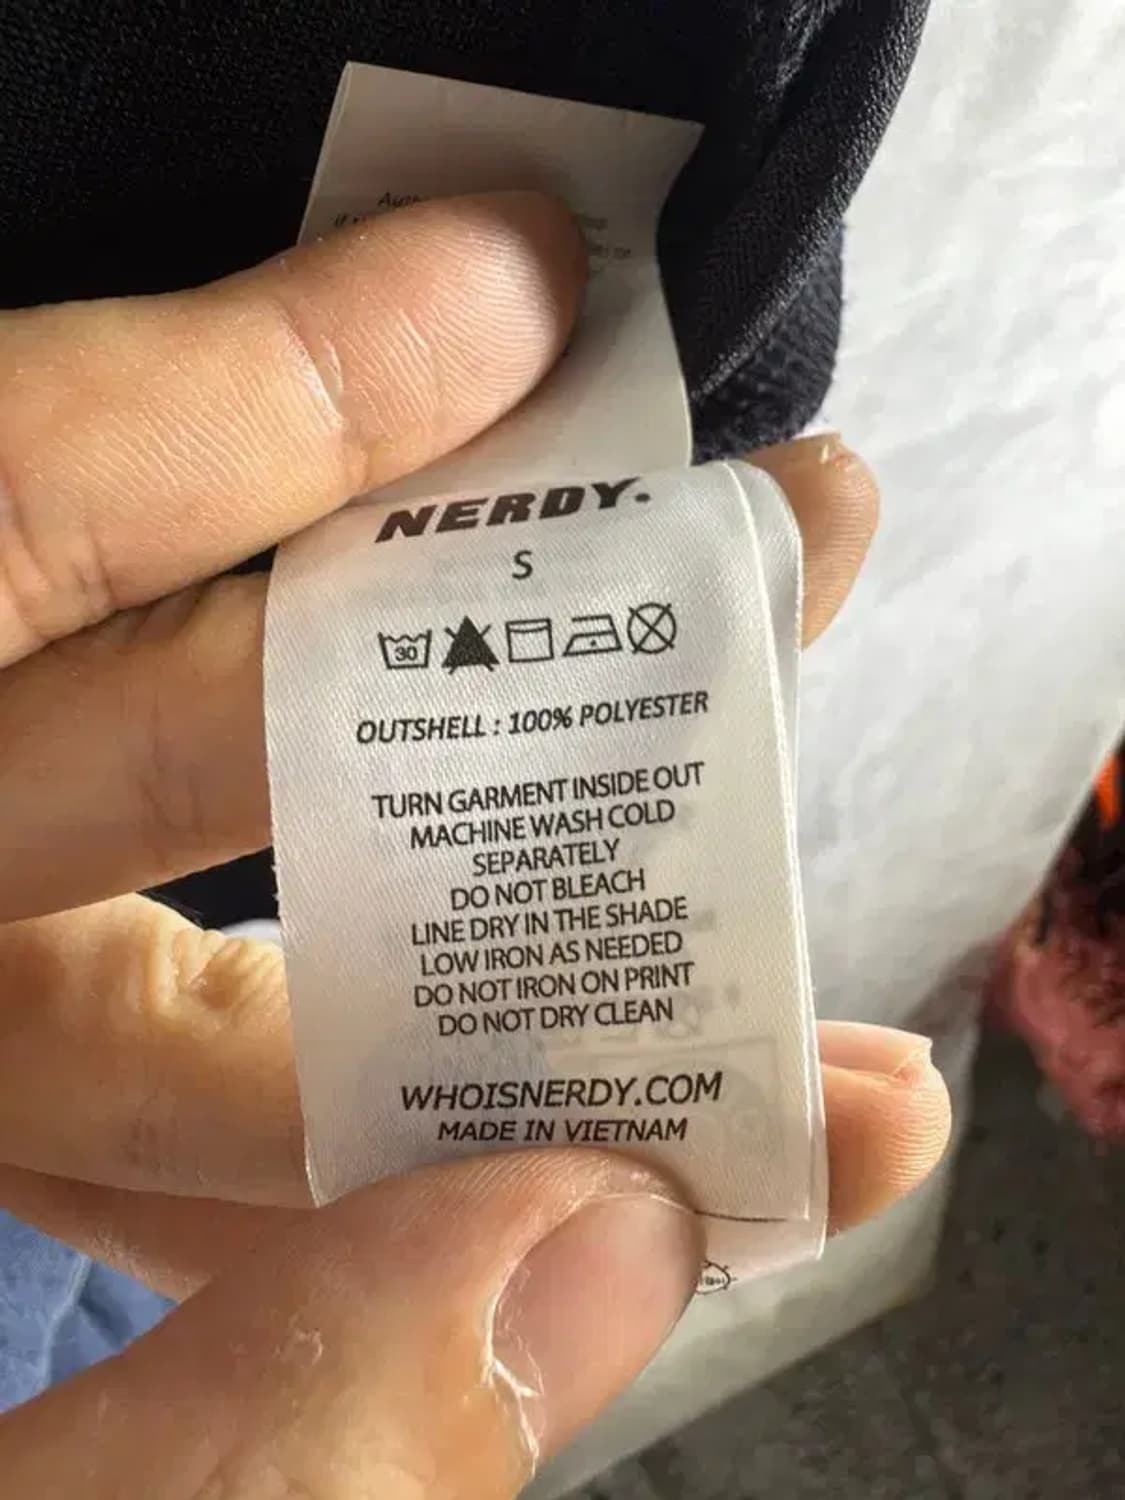 NERDY.
S
30
OUTSHELL : 100% POLYESTER
TURN GARMENT INSIDE OUT
MACHINE WASH COLD
SEPARATELY
DO NOT BLEACH
LINE DRY IN THE SHADE
LOW IRON AS NEEDED
DO NOT IRON ON PRINT
DO NOT DRY CLEAN
WHOISNERDY.COM
MADE IN VIETNAM